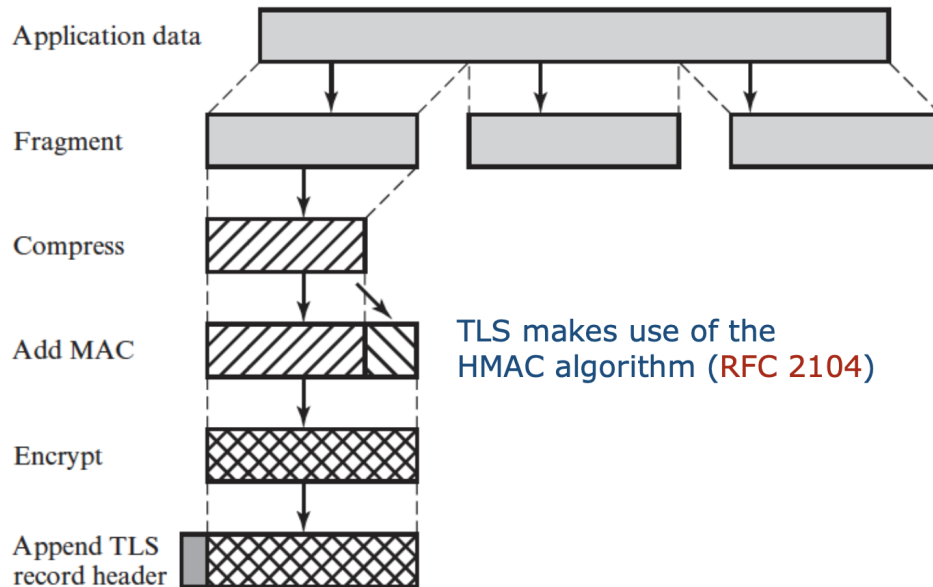 Application data
Fragment
Compress
Add MAC
TLS makes use of the
HMAC algorithm (RFC 2104)
Encrypt
Append TLS
record header